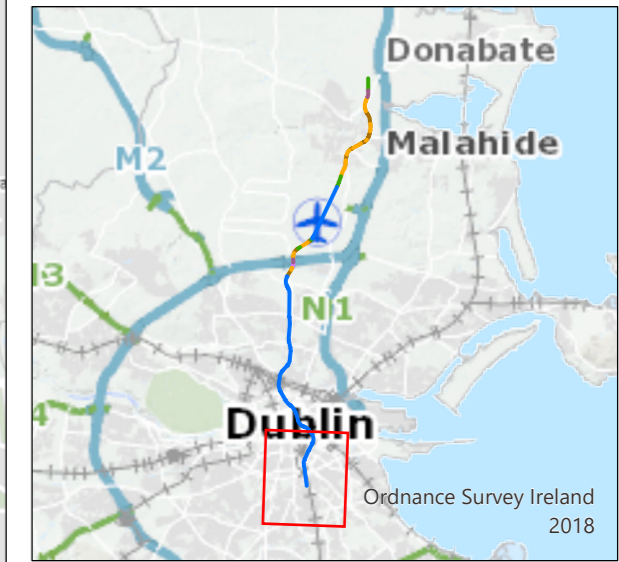 Donabate
Malahide
M2
N1
Dublin
Ordnance Survey Ireland
2018